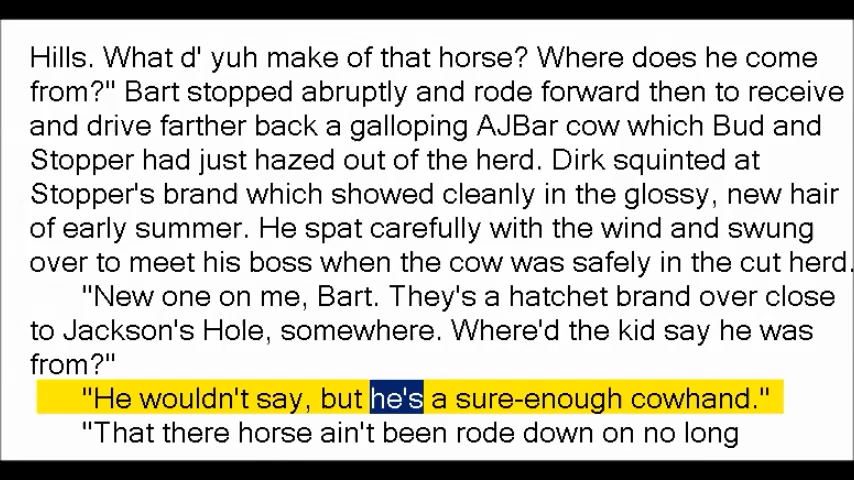 Hills. What d' yuh make of that horse? Where does he come
from?" Bart stopped abruptly and rode forward then to receive
and drive farther back a galloping AJBar cow which Bud and
Stopper had just hazed out of the herd. Dirk squinted at
Stopper's brand which showed cleanly in the glossy, new hair
of early summer. He spat carefully with the wind and swung
over to meet his boss when the cow was safely in the cut herd.
"New one on me, Bart. They's a hatchet brand over close
to Jackson's Hole, somewhere. Where'd the kid say he was
from?"
"He wouldn't say, but he's a sure-enough cowhand."
"That there horse ain't been rode down on no long